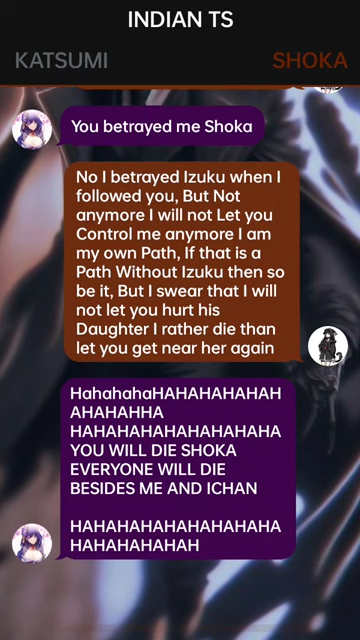 INDIAN TS
KATSUMI
SHOKA
You betrayed me Shoka
No I betrayed Izuku when I
followed you, But Not
anymore I will not Let you
Control me anymore I am
my own Path, If that is a
Path Without Izuku then so
be it, But I swear that I will
not let you hurt his
Daughter I rather die than
let you get near her again
HahahahaHAHAHAHAHAH
AHAHAHHA
HAHAHAHAHAHAHAHAHA
YOU WILL DIE SHOKA
EVERYONE WILL DIE
BESIDES ME AND ICHAN
HAHAHAHAHAHAHAHAHA
HAHAHAHAHAH